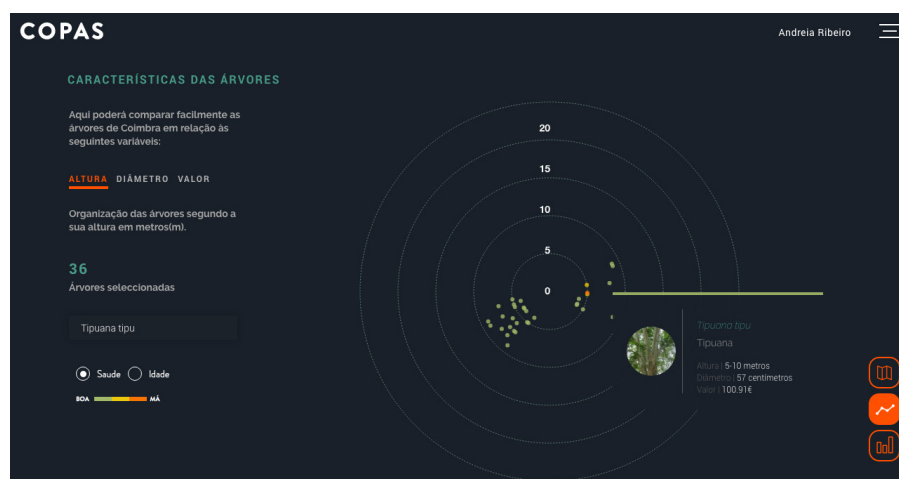 COPAS
Andreia Ribeiro
CARACTERÍSTICAS DAS ÁRVORES
Aqui poderá comparar facilmente as
árvores de Coimbra em relação às
seguintes variáveis:
ALTURA DIÂMETRO VALOR
Organização das árvores segundo a
sua altura em metros(m).
36
Árvores seleccionadas
Tipuana tipu
Saude Idade
BOA MÁ
20
15
10
5
0
Tipuana tipu
Tipuana
Altura | 5-10 metros
Diâmetro | 57 centímetros
Valor | 100.91€